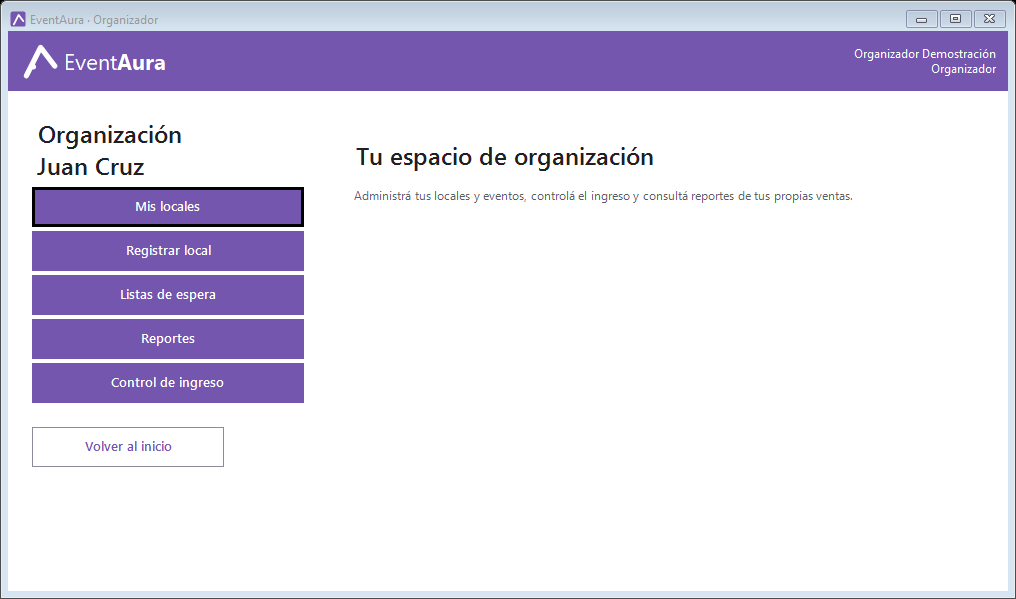 EventAura · Organizador
EventAura
Organizador Demostración
Organizador
Organización
Juan Cruz
Mis locales
Registrar local
Listas de espera
Reportes
Control de ingreso
Volver al inicio
Tu espacio de organización
Administrá tus locales y eventos, controlá el ingreso y consultá reportes de tus propias ventas.